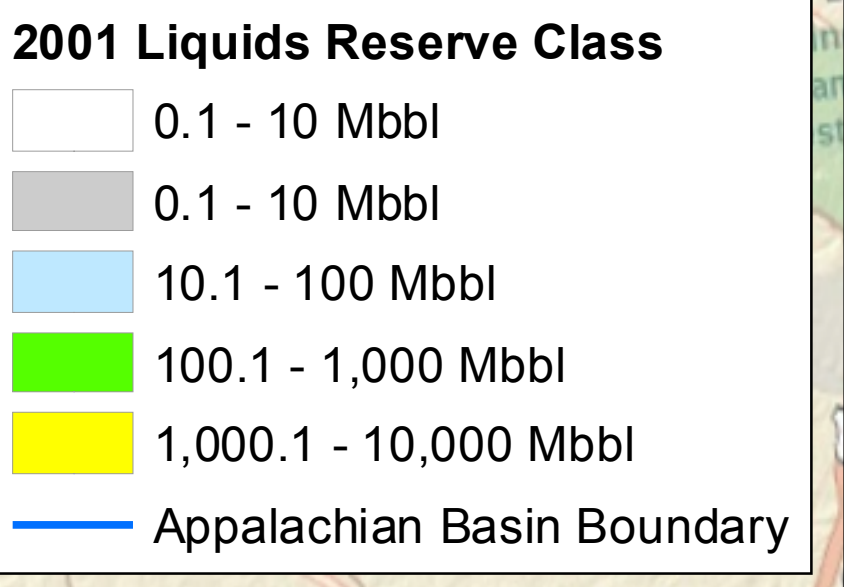 2001 Liquids Reserve Class
0.1 - 10 Mbbl
0.1 - 10 Mbbl
10.1 - 100 Mbbl
100.1 - 1,000 Mbbl
1,000.1 - 10,000 Mbbl
Appalachian Basin Boundary